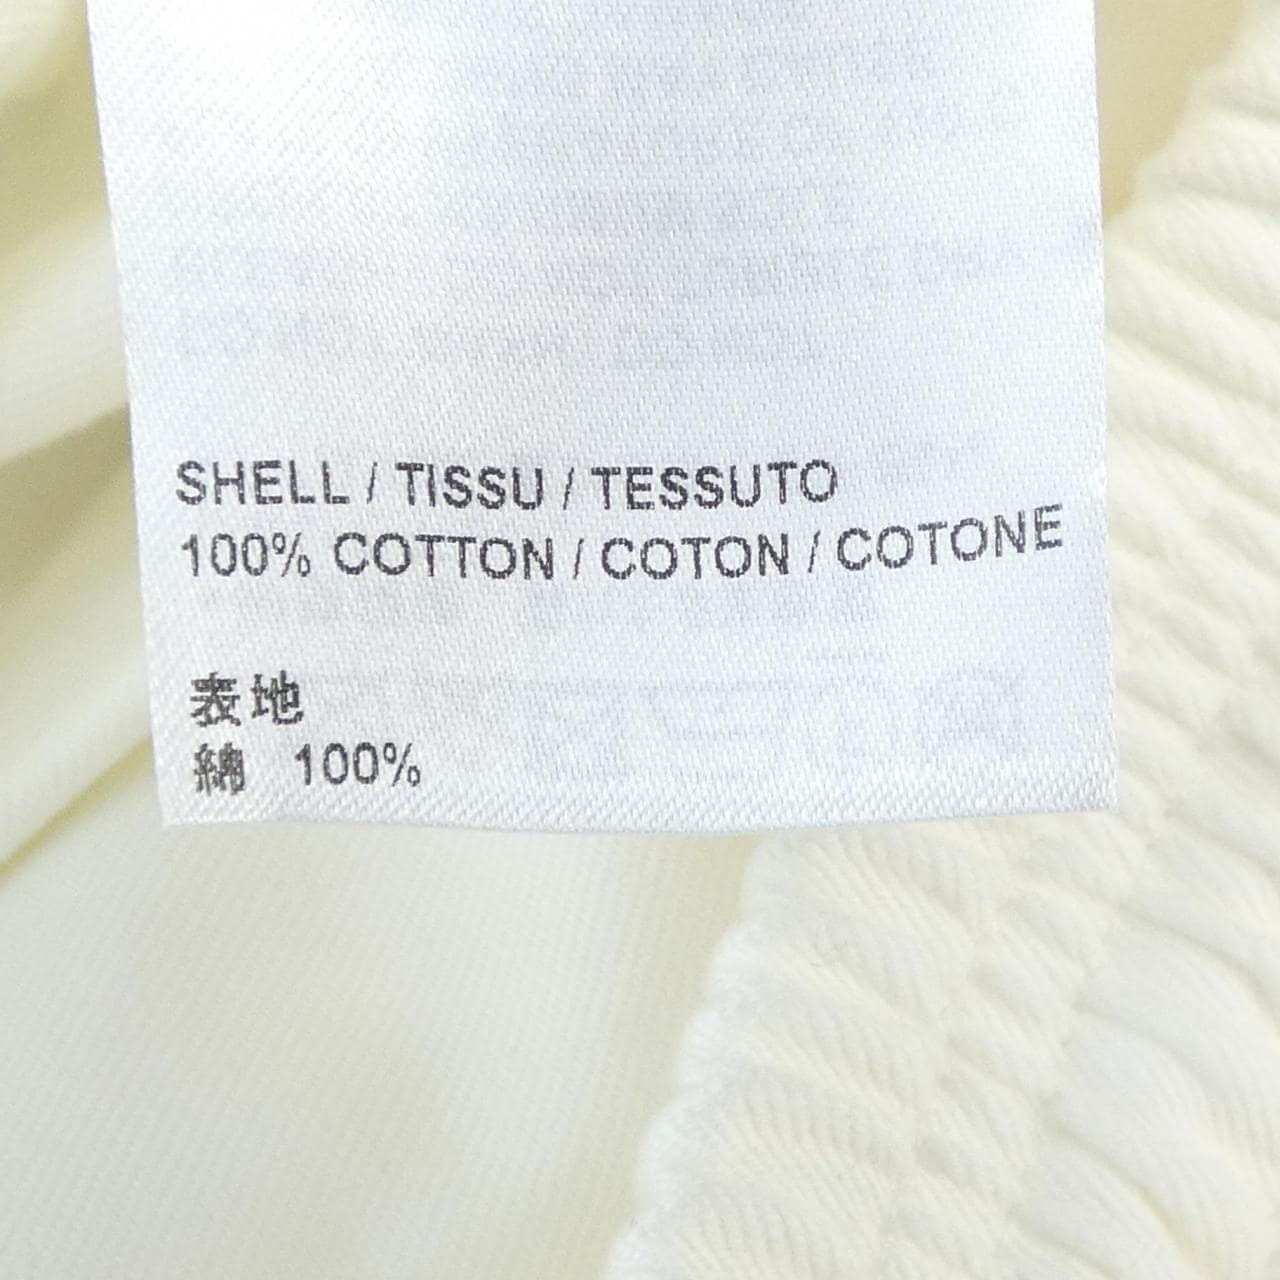 SHELL / TISSU / TESSUTO
100% COTTON / COTON / COTONE
表地
綿 100%